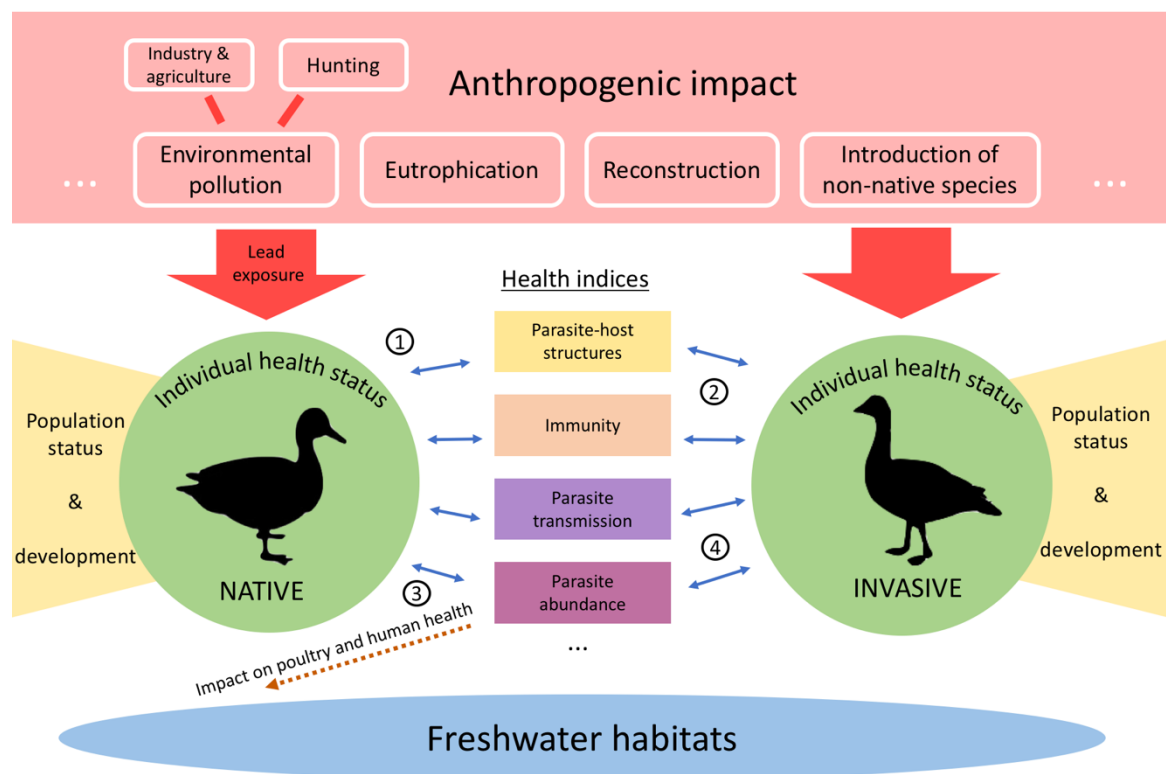 Industry &
agriculture
Hunting
Anthropogenic impact
...
Environmental
pollution
Eutrophication
Reconstruction
Introduction of
non-native species
...
Lead
exposure
Health indices
Parasite-host
structures
Immunity
Parasite
transmission
Parasite
abundance
...
1
2
3
4
Individual health status
NATIVE
Population
status
&
development
Individual health status
INVASIVE
Population
status
&
development
Impact on poultry and human health
Freshwater habitats